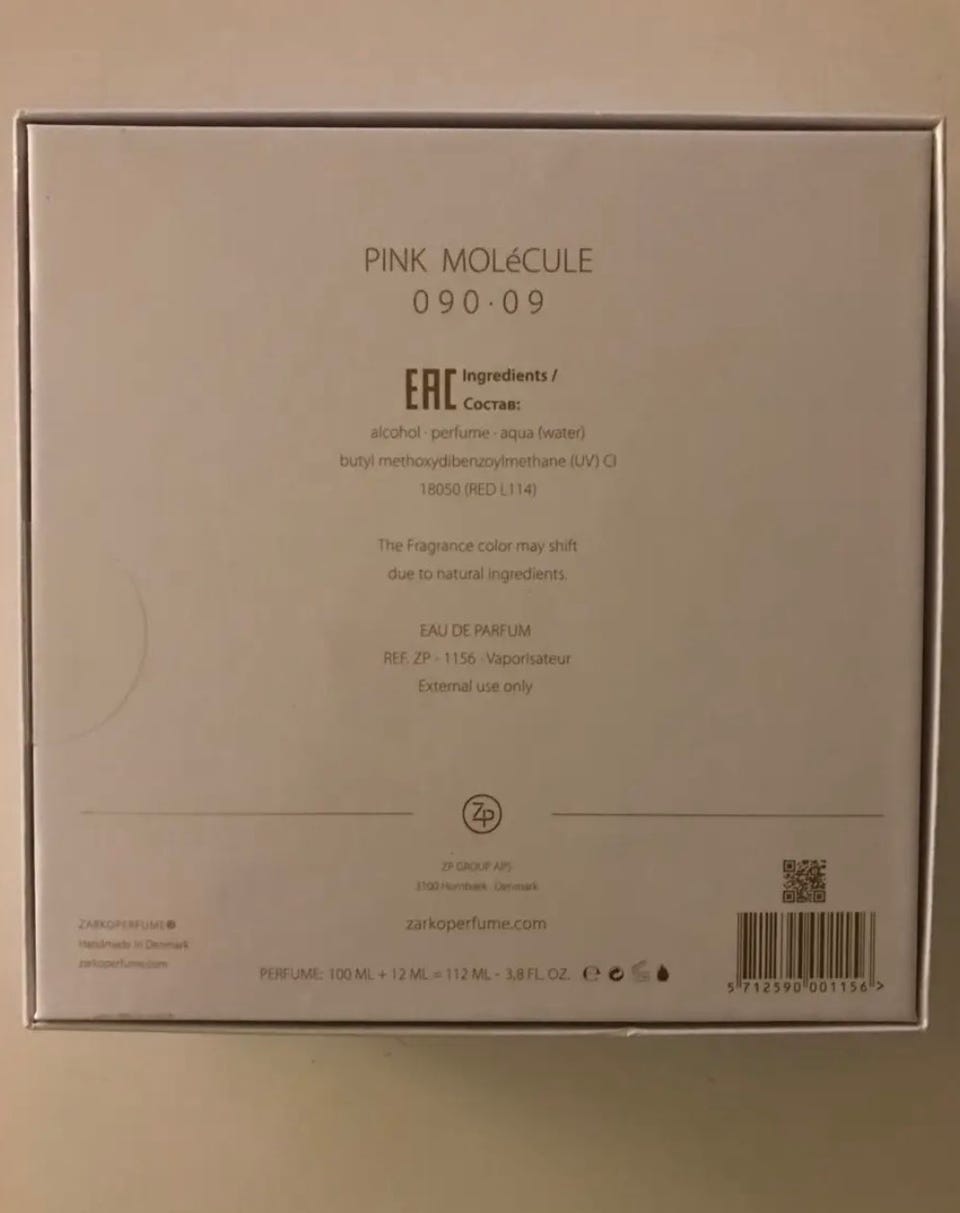 PINK MOLéCULE
090·09
EAC Ingredients /
Состав:
alcohol · perfume · aqua (water)
butyl methoxydibenzoylmethane (UV) CI
18050 (RED L114)
The Fragrance color may shift
due to natural ingredients.
EAU DE PARFUM
REF. ZP - 1156 · Vaporisateur
External use only
Zp
ZP GROUP APS
3100 Hornbaek · Denmark
zarkoperfume.com
ZARKOPERFUME®
Handmade in Denmark
zarkoperfume.com
PERFUME: 100 ML + 12 ML = 112 ML - 3,8 FL. OZ.
5 712590 001156 >